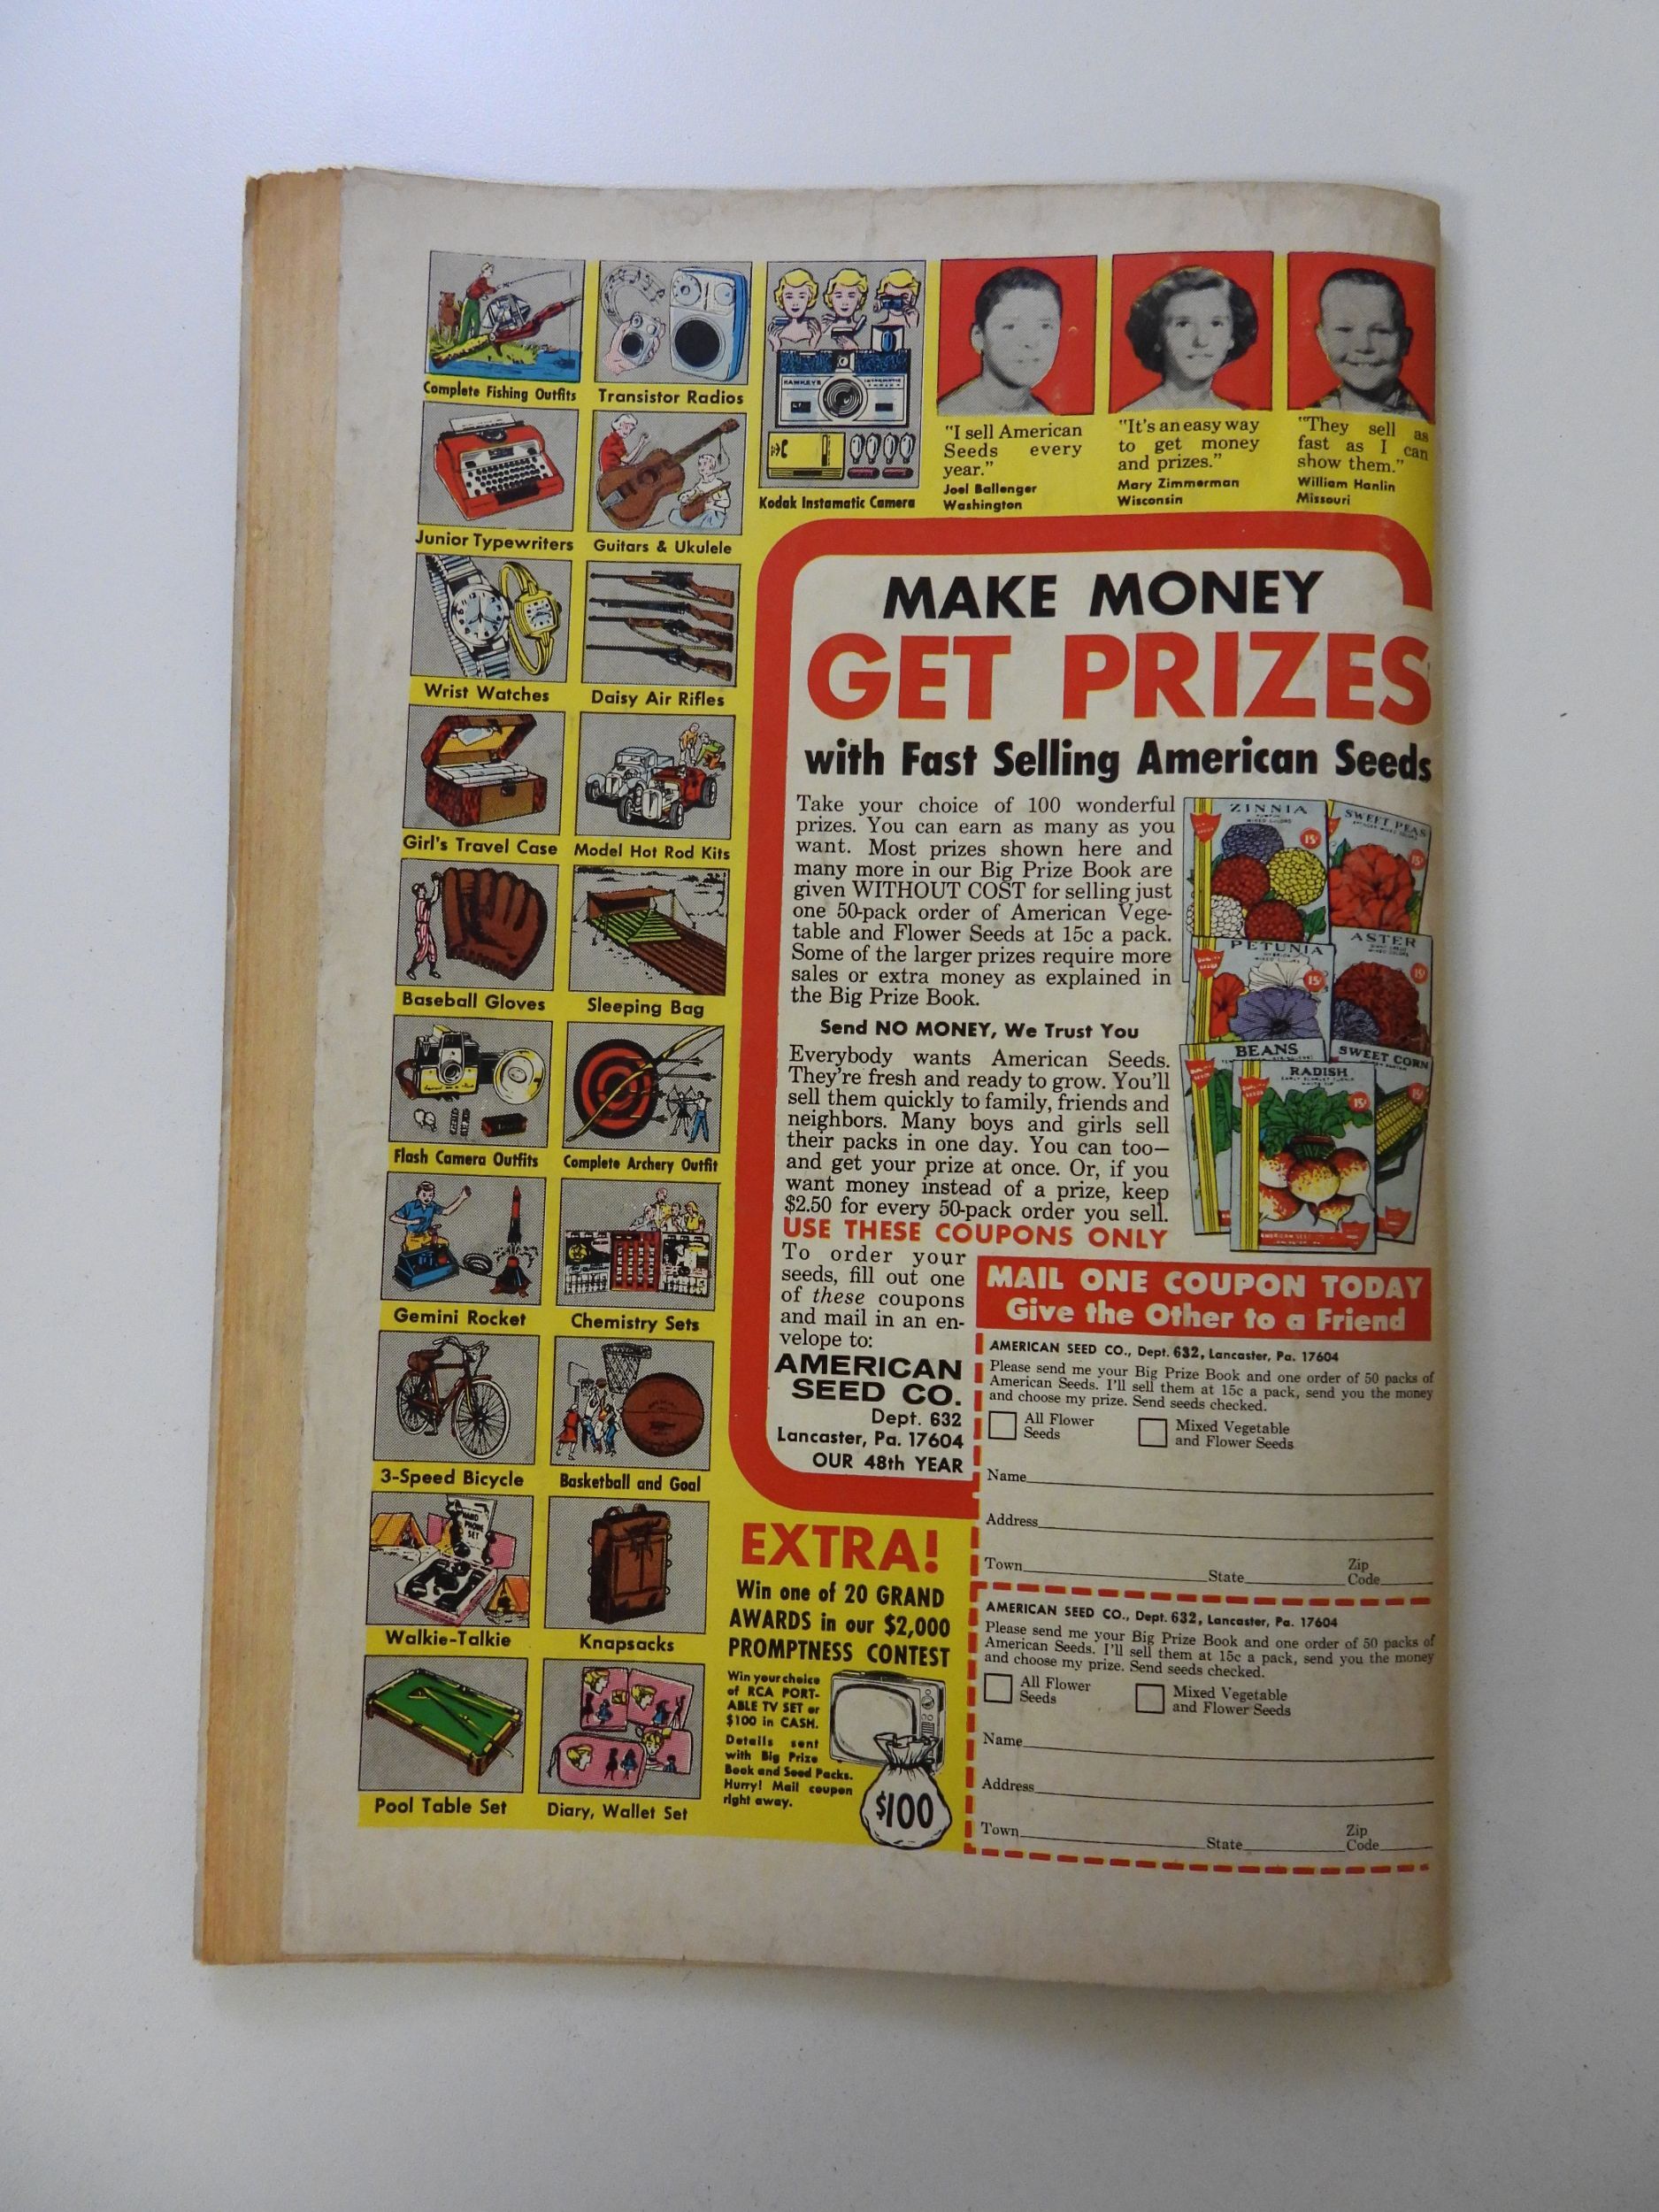 Complete Fishing Outfits
Transistor Radios
HAWKEYE
Kodak Instamatic Camera
"I sell American
Seeds every
year."
Joel Ballenger
Washington
"It's an easy way
to get money
and prizes."
Mary Zimmerman
Wisconsin
"They sell as
fast as I can
show them."
William Hanlin
Missouri
Junior Typewriters
Guitars & Ukulele
Wrist Watches
Daisy Air Rifles
Girl's Travel Case
Model Hot Rod Kits
Baseball Gloves
Sleeping Bag
Flash Camera Outfits
Complete Archery Outfit
Gemini Rocket
Chemistry Sets
3-Speed Bicycle
Basketball and Goal
HAND
PHONE
SET
Walkie-Talkie
Knapsacks
Pool Table Set
Diary, Wallet Set
MAKE MONEY
GET PRIZES
with Fast Selling American Seeds
Take your choice of 100 wonderful
prizes. You can earn as many as you
want. Most prizes shown here and
many more in our Big Prize Book are
given WITHOUT COST for selling just
one 50-pack order of American Vege-
table and Flower Seeds at 15c a pack.
Some of the larger prizes require more
sales or extra money as explained in
the Big Prize Book.
Send NO MONEY, We Trust You
Everybody wants American Seeds.
They're fresh and ready to grow. You'll
sell them quickly to family, friends and
neighbors. Many boys and girls sell
their packs in one day. You can too—
and get your prize at once. Or, if you
want money instead of a prize, keep
$2.50 for every 50-pack order you sell.
USE THESE COUPONS ONLY
To order your
seeds, fill out one
of these coupons
and mail in an en-
velope to:
AMERICAN
SEED CO.
Dept. 632
Lancaster, Pa. 17604
OUR 48th YEAR
ZINNIA
15¢
SWEET PEAS
15¢
PETUNIA
15¢
ASTER
15¢
BEANS
SWEET CORN
15¢
RADISH
15¢
MAIL ONE COUPON TODAY
Give the Other to a Friend
AMERICAN SEED CO., Dept. 632, Lancaster, Pa. 17604
Please send me your Big Prize Book and one order of 50 packs of
American Seeds. I'll sell them at 15c a pack, send you the money
and choose my prize. Send seeds checked.
All Flower
Seeds
Mixed Vegetable
and Flower Seeds
Name
Address
Town State Zip
Code
AMERICAN SEED CO., Dept. 632, Lancaster, Pa. 17604
Please send me your Big Prize Book and one order of 50 packs of
American Seeds. I'll sell them at 15c a pack, send you the money
and choose my prize. Send seeds checked.
All Flower
Seeds
Mixed Vegetable
and Flower Seeds
Name
Address
Town State Zip
Code
EXTRA!
Win one of 20 GRAND
AWARDS in our $2,000
PROMPTNESS CONTEST
Win your choice
of RCA PORT-
ABLE TV SET or
$100 in CASH.
Details sent
with Big Prize
Book and Seed Packs.
Hurry! Mail coupon
right away.
$100